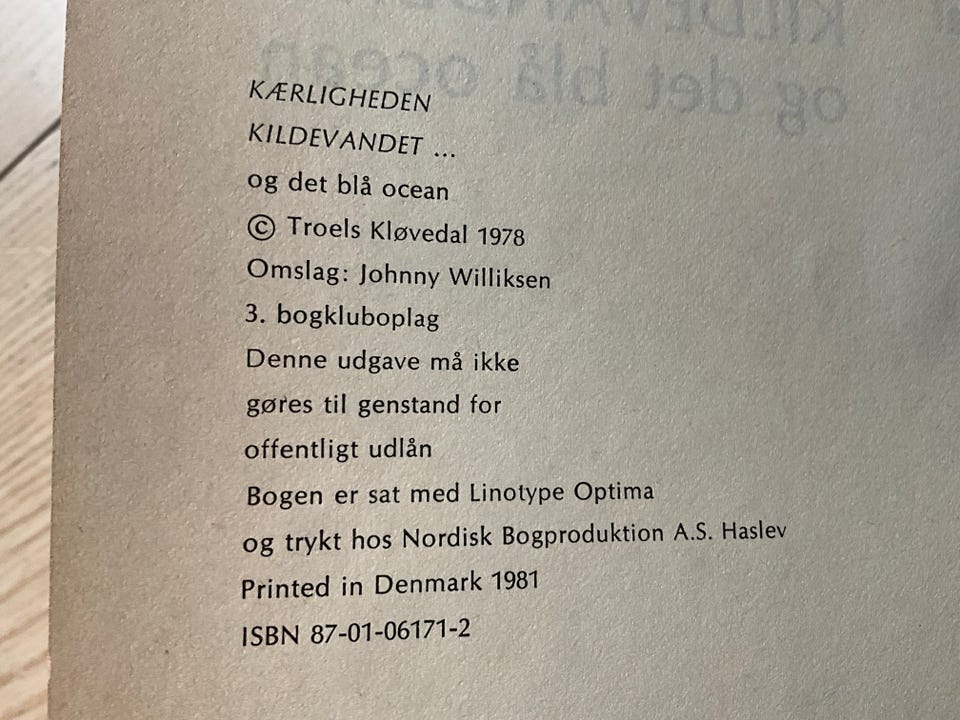 KÆRLIGHEDEN
KILDEVANDET ...
og det blå ocean
© Troels Kløvedal 1978
Omslag: Johnny Williksen
3. bogkluboplag
Denne udgave må ikke
gøres til genstand for
offentligt udlån
Bogen er sat med Linotype Optima
og trykt hos Nordisk Bogproduktion A.S. Haslev
Printed in Denmark 1981
ISBN 87-01-06171-2